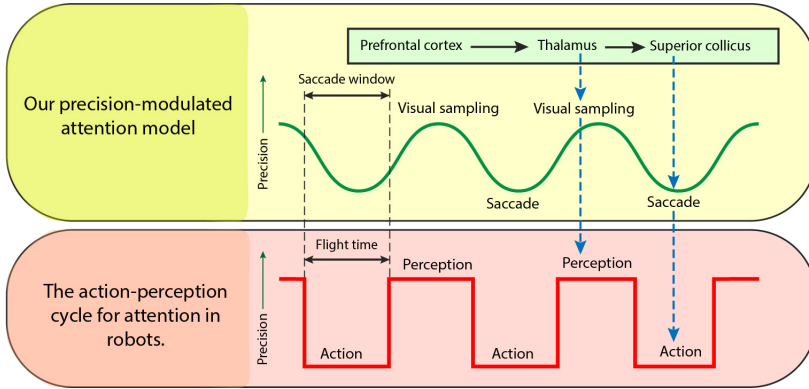 Prefrontal cortex
Thalamus
Superior collicus
Saccade window
Our precision-modulated
attention model
Precision
Visual sampling
Visual sampling
Saccade
Saccade
Flight time
The action-perception
cycle for attention in
robots.
Precision
Perception
Perception
Action
Action
Action